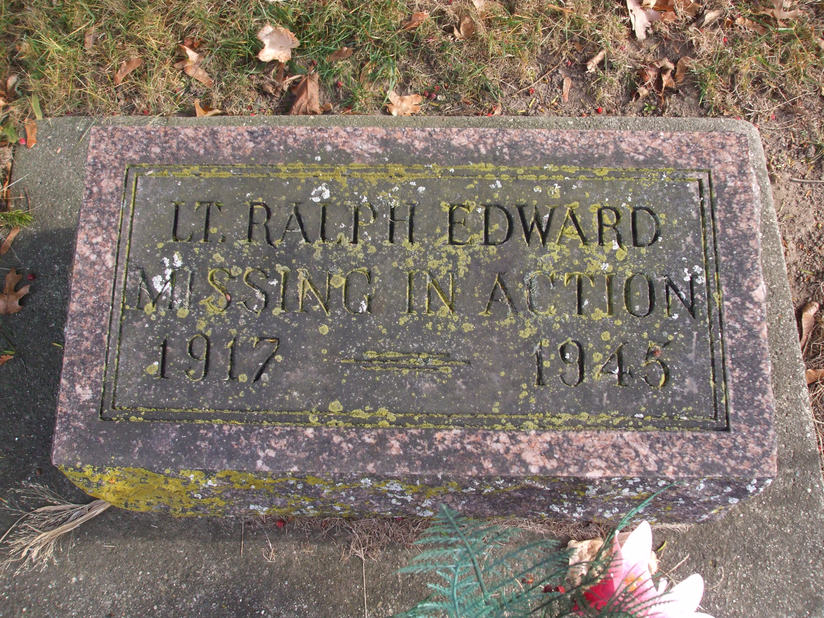 LT. RALPH EDWARD
MISSING IN ACTION
1917 1945